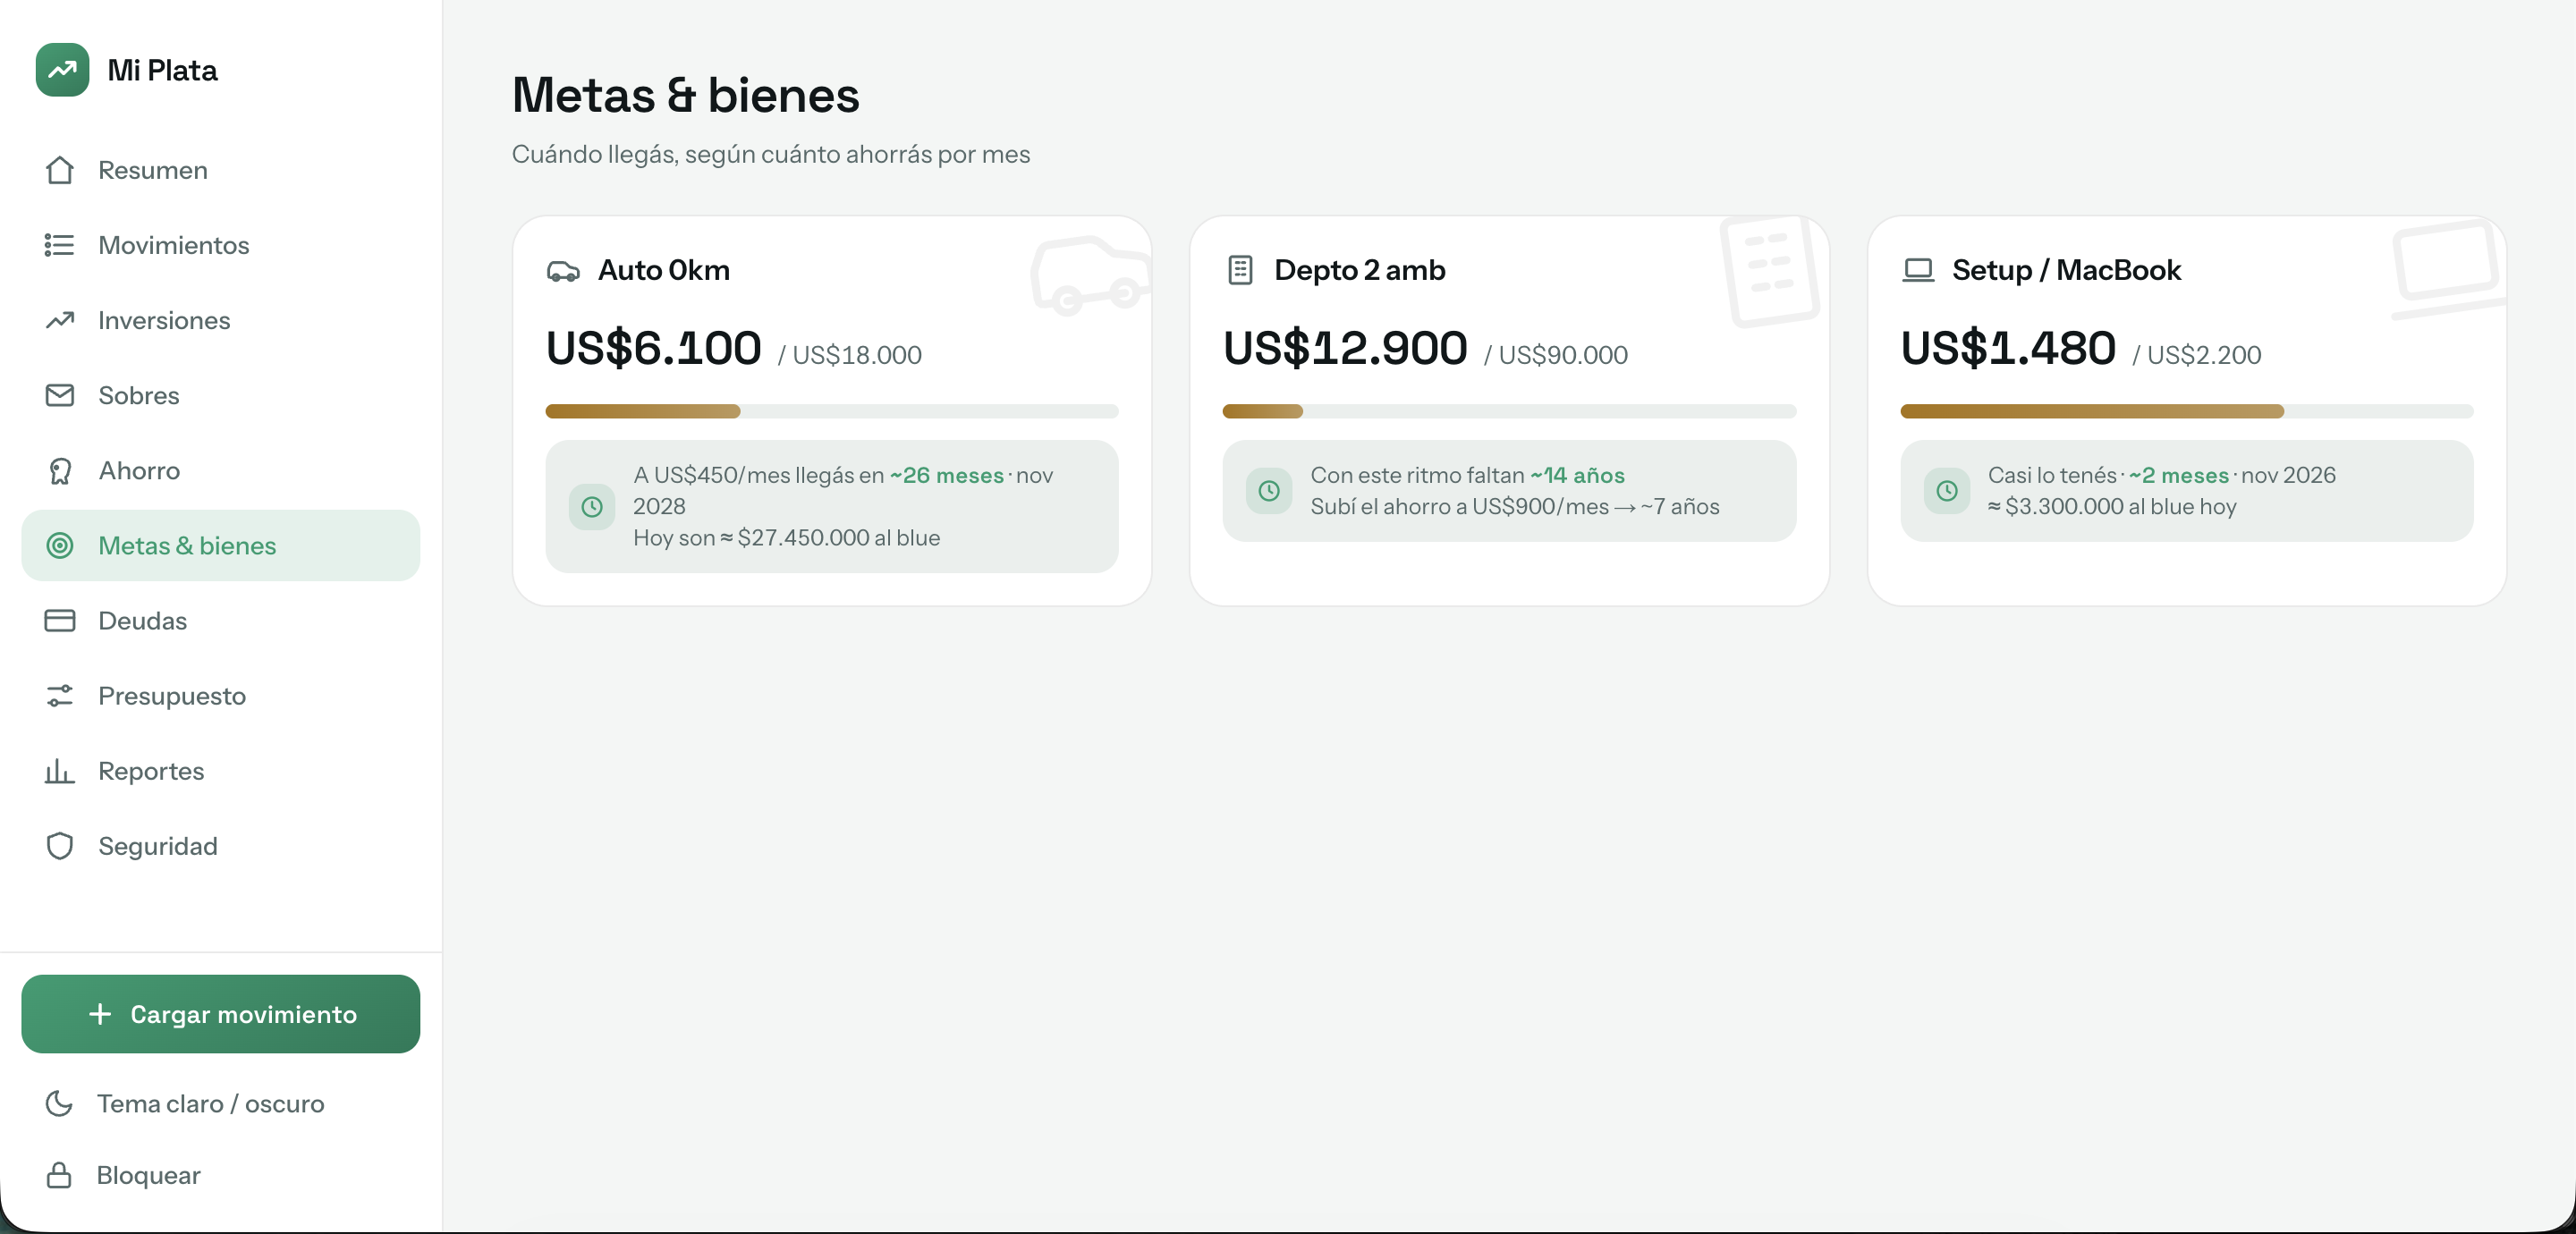 Mi Plata
Resumen
Movimientos
Inversiones
Sobres
Ahorro
Metas & bienes
Deudas
Presupuesto
Reportes
Seguridad
Cargar movimiento
Tema claro / oscuro
Bloquear
Metas & bienes
Cuándo llegás, según cuánto ahorrás por mes
Auto 0km
US$6.100 / US$18.000
A US$450/mes llegás en ~26 meses · nov
2028
Hoy son ≈ $27.450.000 al blue
Depto 2 amb
US$12.900 / US$90.000
Con este ritmo faltan ~14 años
Subí el ahorro a US$900/mes → ~7 años
Setup / MacBook
US$1.480 / US$2.200
Casi lo tenés · ~2 meses · nov 2026
≈ $3.300.000 al blue hoy